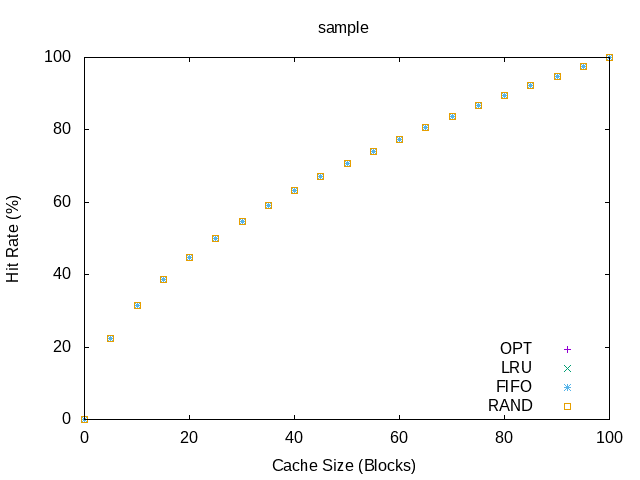 sample
Hit Rate (%)
100
80
60
40
20
0
0 20 40 60 80 100
Cache Size (Blocks)
OPT
LRU
FIFO
RAND